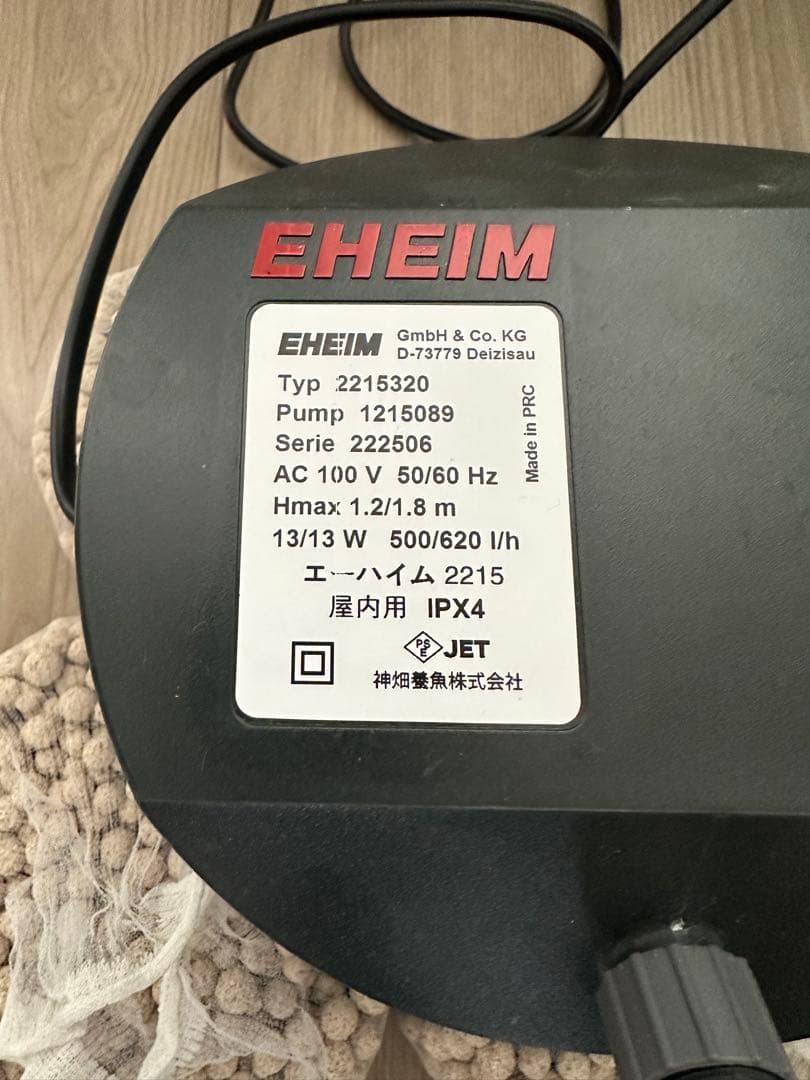 EHEIM
EHEIM GmbH & Co. KG
D-73779 Deizisau
Typ 2215320
Pump 1215089
Serie 222506
Made in PRC
AC 100 V 50/60 Hz
Hmax 1.2/1.8 m
13/13 W 500/620 l/h
エーハイム 2215
屋内用 IPX4
PSE JET
神畑養魚株式会社